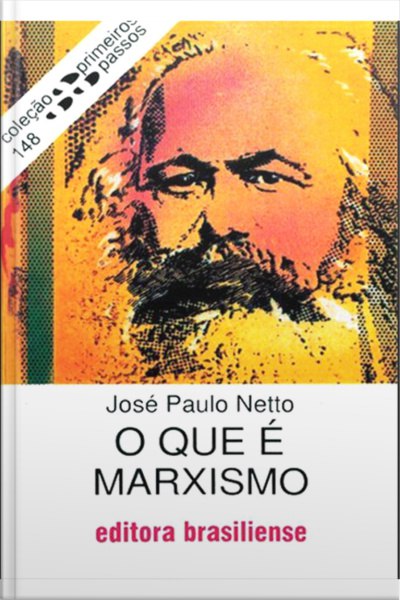 coleção primeiros
148 passos
José Paulo Netto
O QUE É
MARXISMO
editora brasiliense